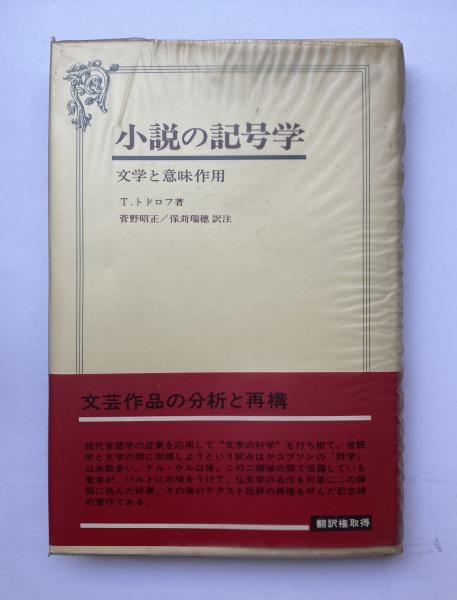 小説の記号学
文学と意味作用
T.トドロフ著
菅野昭正/保苅瑞穂 訳注
文芸作品の分析と再構
現代言語学の成果を応用して“文学の科学”を打ち樹て、言語
学と文学の間に架橋しようという試みはヤコブソンの「詩学」
以来数多い。テル・ケル以後、この二領域の間で活躍している
著者が、バルトに示唆をうけて、仏文学の名作を対象にこの課
題に挑んだ好著。その後のテクスト批評の興隆を呼んだ記念碑
的著作である。
翻訳権取得